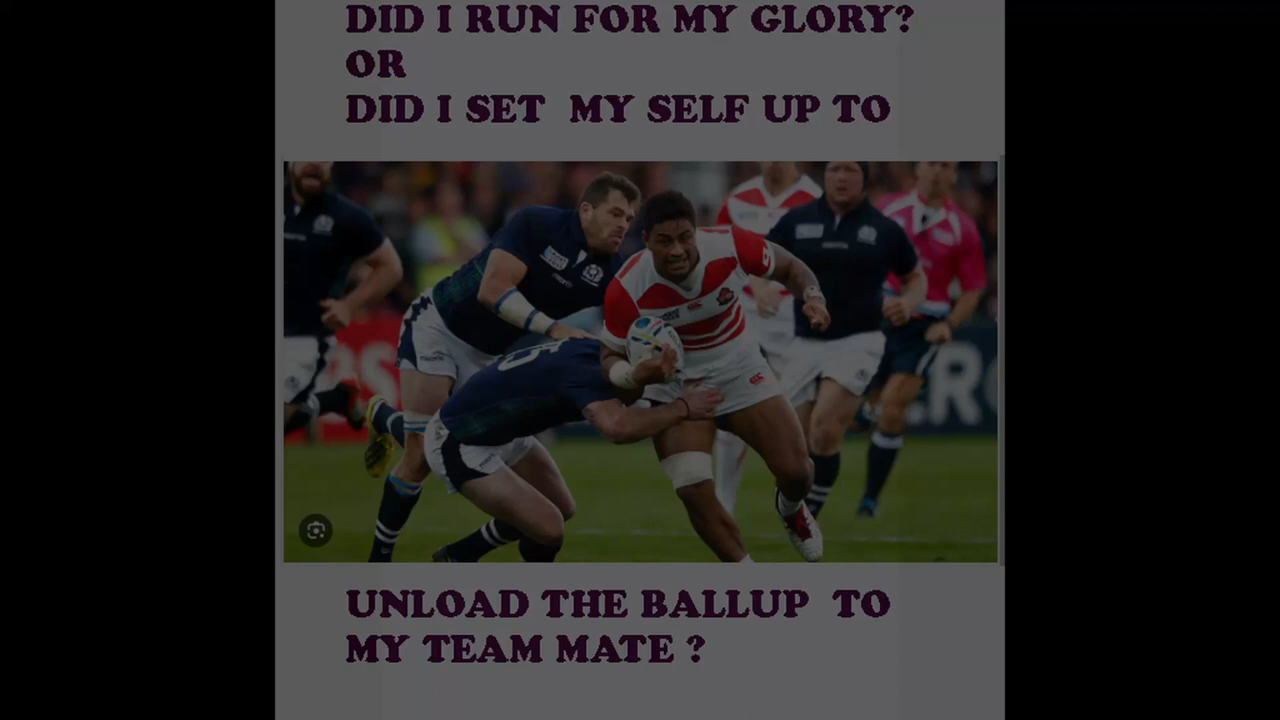 DID I RUN FOR MY GLORY?
OR
DID I SET MY SELF UP TO
15
UNLOAD THE BALLUP TO
MY TEAM MATE ?